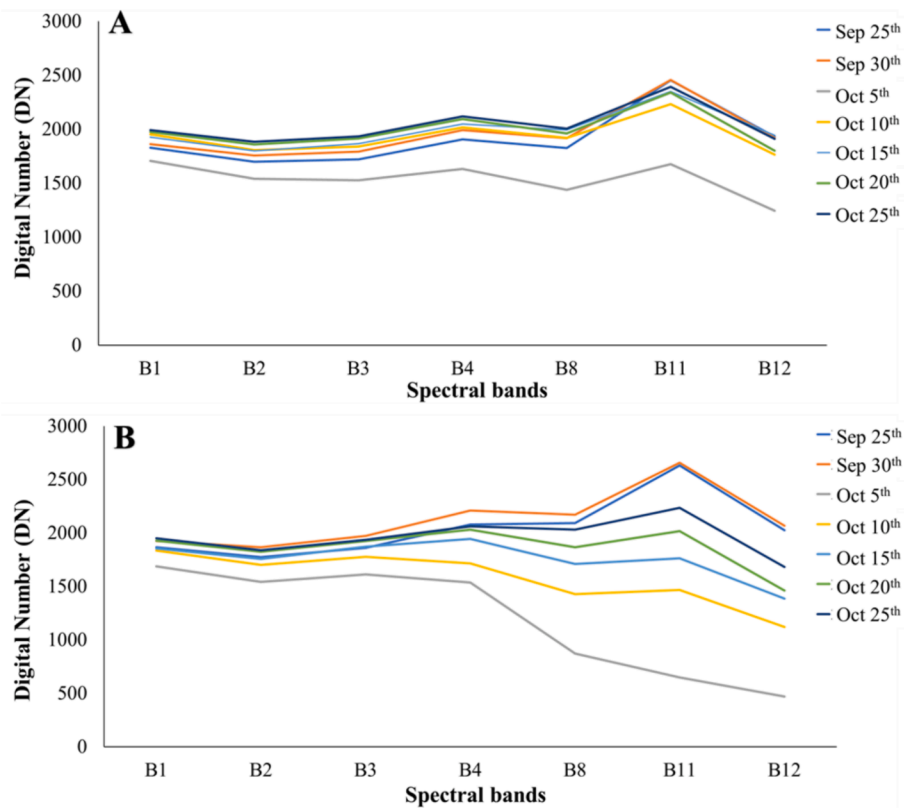 A
3000
2500
2000
1500
1000
500
0
Digital Number (DN)
B1 B2 B3 B4 B8 B11 B12
Spectral bands
Sep 25th
Sep 30th
Oct 5th
Oct 10th
Oct 15th
Oct 20th
Oct 25th
B
3000
2500
2000
1500
1000
500
0
Digital Number (DN)
B1 B2 B3 B4 B8 B11 B12
Spectral bands
Sep 25th
Sep 30th
Oct 5th
Oct 10th
Oct 15th
Oct 20th
Oct 25th